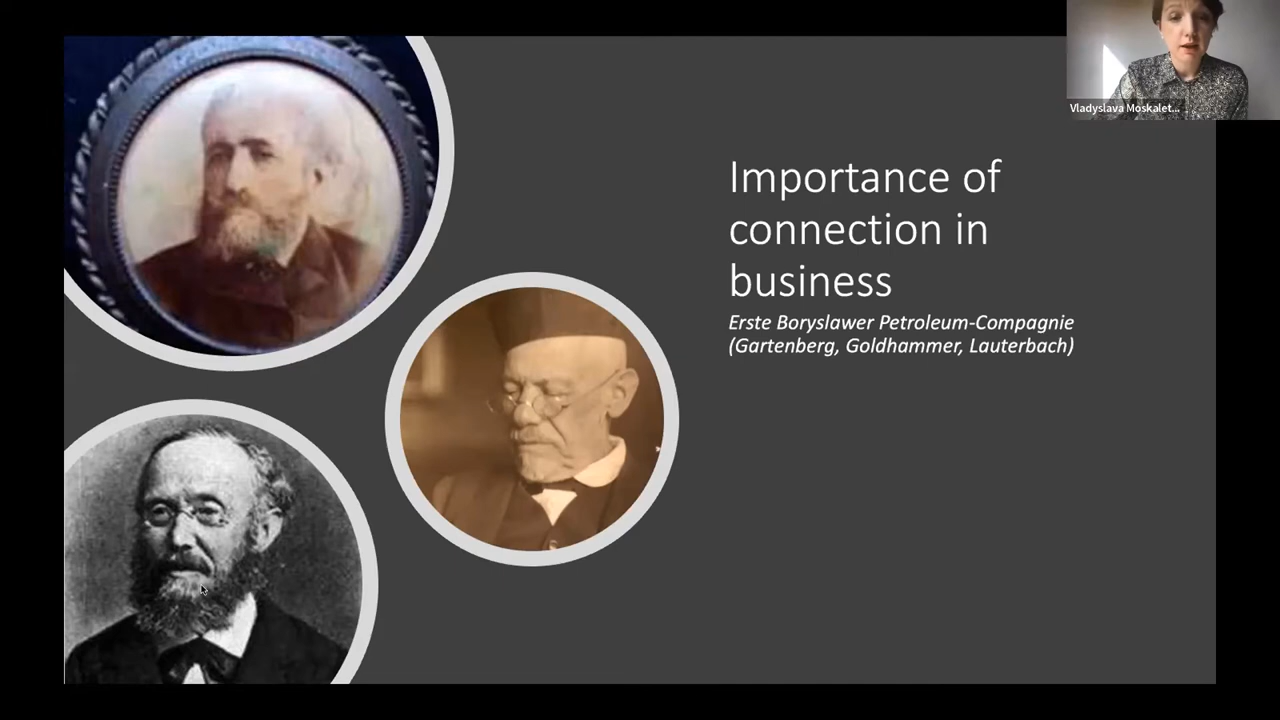 Vladyslava Moskalet...
Importance of
connection in
business
Erste Boryslawer Petroleum-Compagnie
(Gartenberg, Goldhammer, Lauterbach)